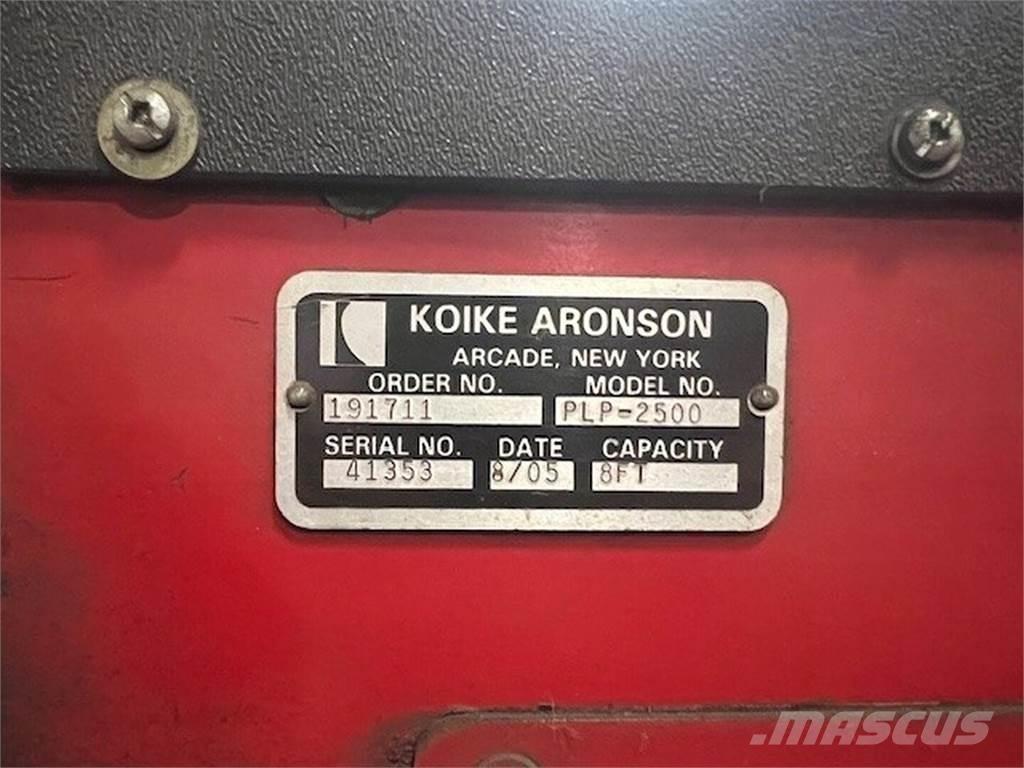 KOIKE ARONSON
ARCADE, NEW YORK
ORDER NO. MODEL NO.
191711 PLP-2500
SERIAL NO. DATE CAPACITY
41353 8/05 8FT
MASCUS